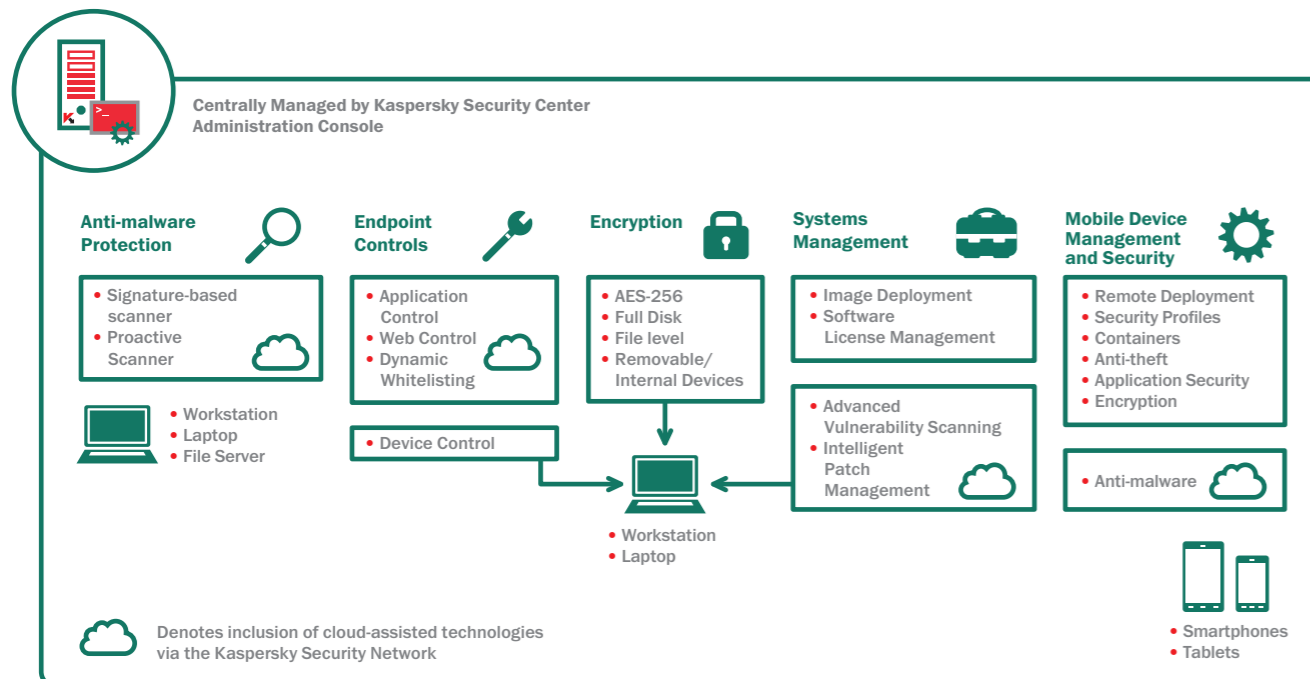 Centrally Managed by Kaspersky Security Center
Administration Console
Anti-malware
Protection
• Signature-based
scanner
• Proactive
Scanner
• Workstation
• Laptop
• File Server
Endpoint
Controls
• Application
Control
• Web Control
• Dynamic
Whitelisting
• Device Control
Encryption
• AES-256
• Full Disk
• File level
• Removable/
Internal Devices
• Workstation
• Laptop
Systems
Management
• Image Deployment
• Software
License Management
• Advanced
Vulnerability Scanning
• Intelligent
Patch
Management
Mobile Device
Management
and Security
• Remote Deployment
• Security Profiles
• Containers
• Anti-theft
• Application Security
• Encryption
• Anti-malware
• Smartphones
• Tablets
Denotes inclusion of cloud-assisted technologies
via the Kaspersky Security Network